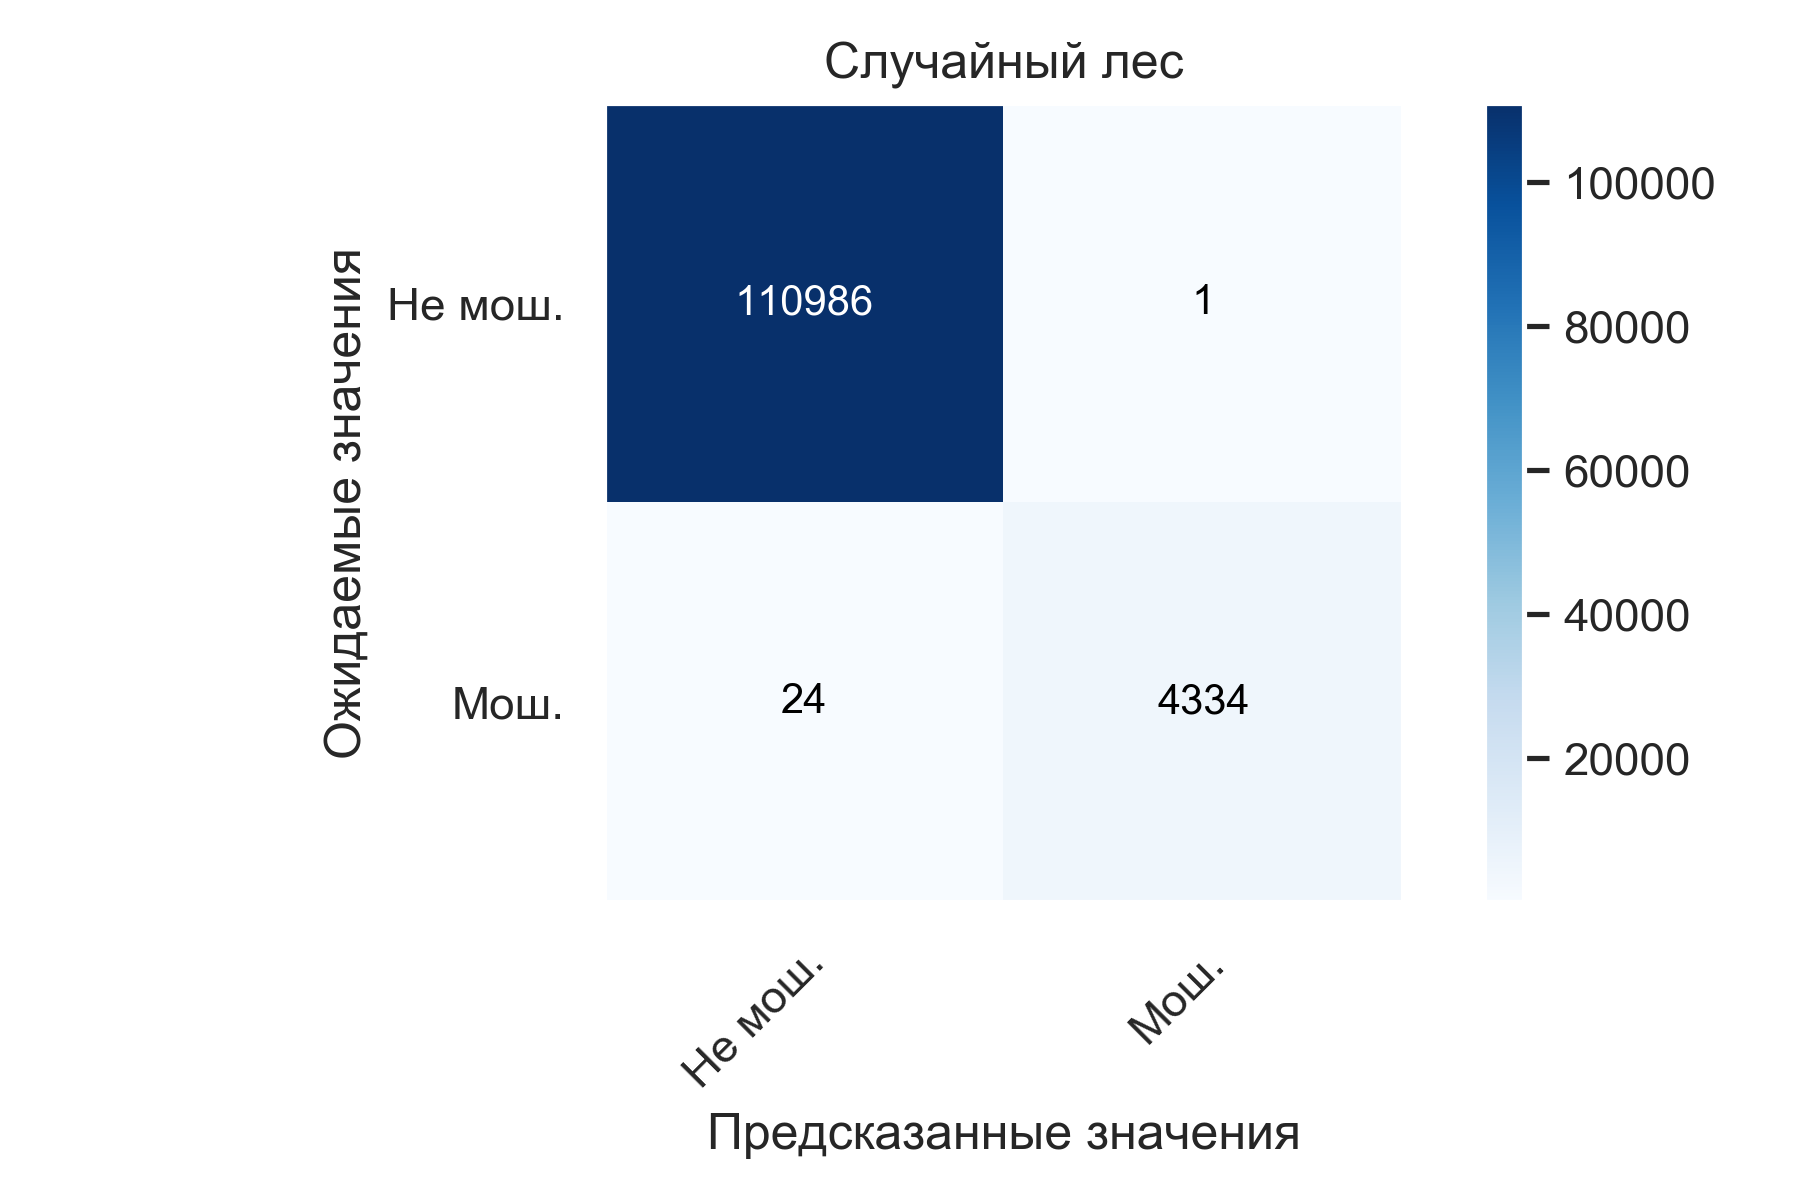 Случайный лес
Ожидаемые значения
Не мош.
110986
1
Мош.
24
4334
Не мош.
Мош.
Предсказанные значения
100000
80000
60000
40000
20000